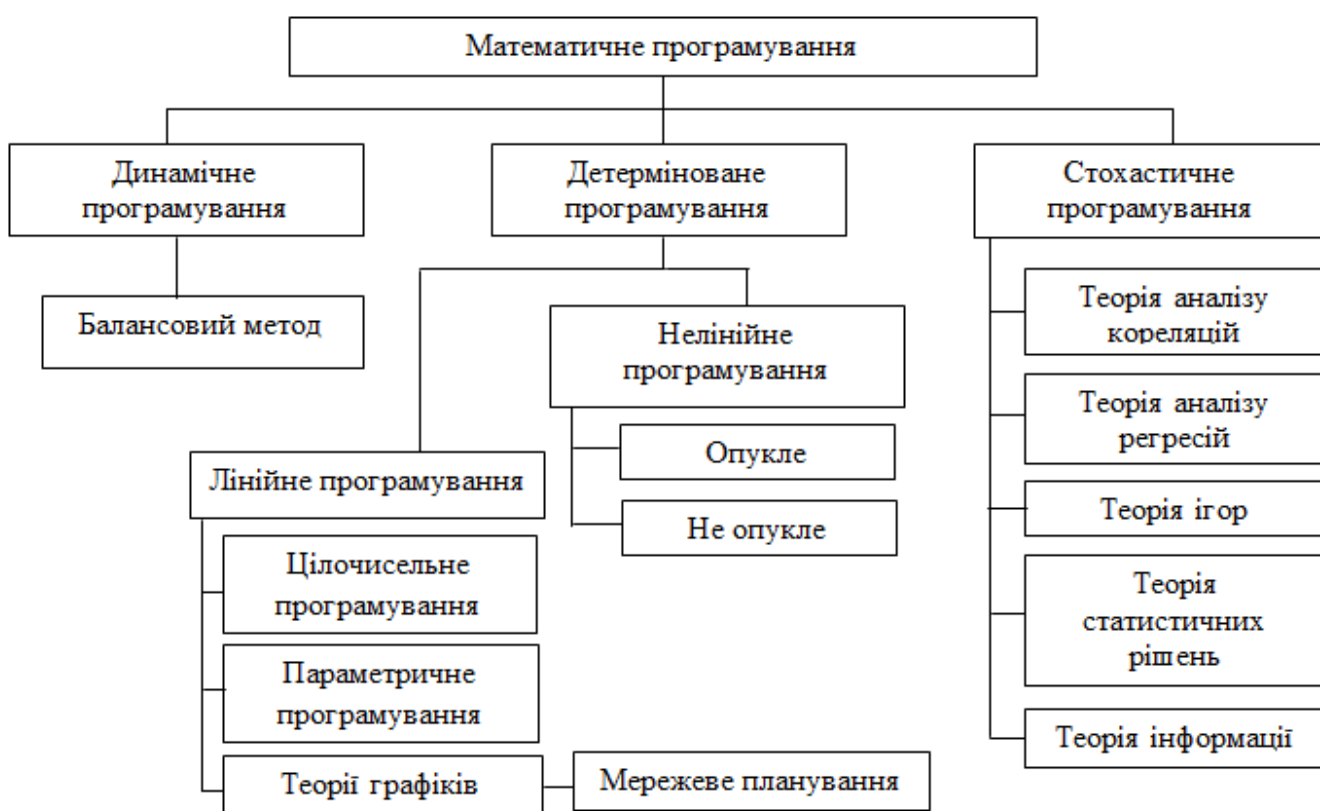 Математичне програмування
Динамічне
програмування
Детерміноване
програмування
Стохастичне
програмування
Балансовий метод
Нелінійне
програмування
Опукле
Не опукле
Лінійне програмування
Цілочисельне
програмування
Параметричне
програмування
Теорії графіків
Мережеве планування
Теорія аналізу
кореляцій
Теорія аналізу
регресій
Теорія ігор
Теорія
статистичних
рішень
Теорія інформації